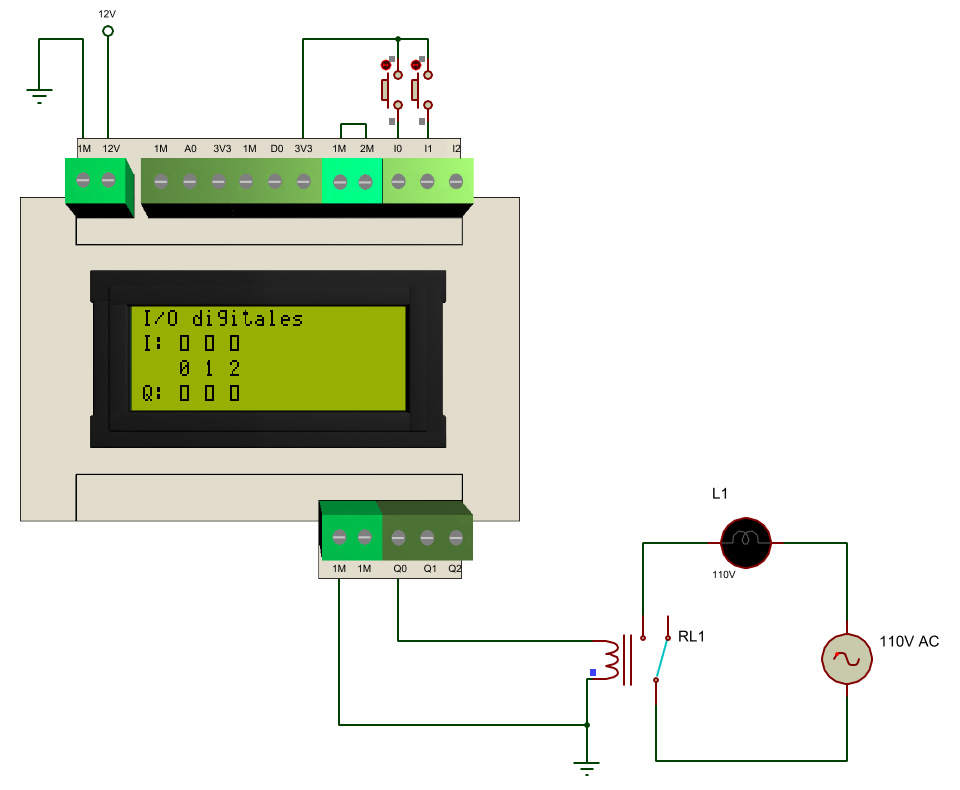 12V
1M 12V 1M A0 3V3 1M D0 3V3 1M 2M I0 I1 I2
I/O digitales
I: 0 0 0
0 1 2
Q: 0 0 0
1M 1M Q0 Q1 Q2
L1
110V
RL1
110V AC